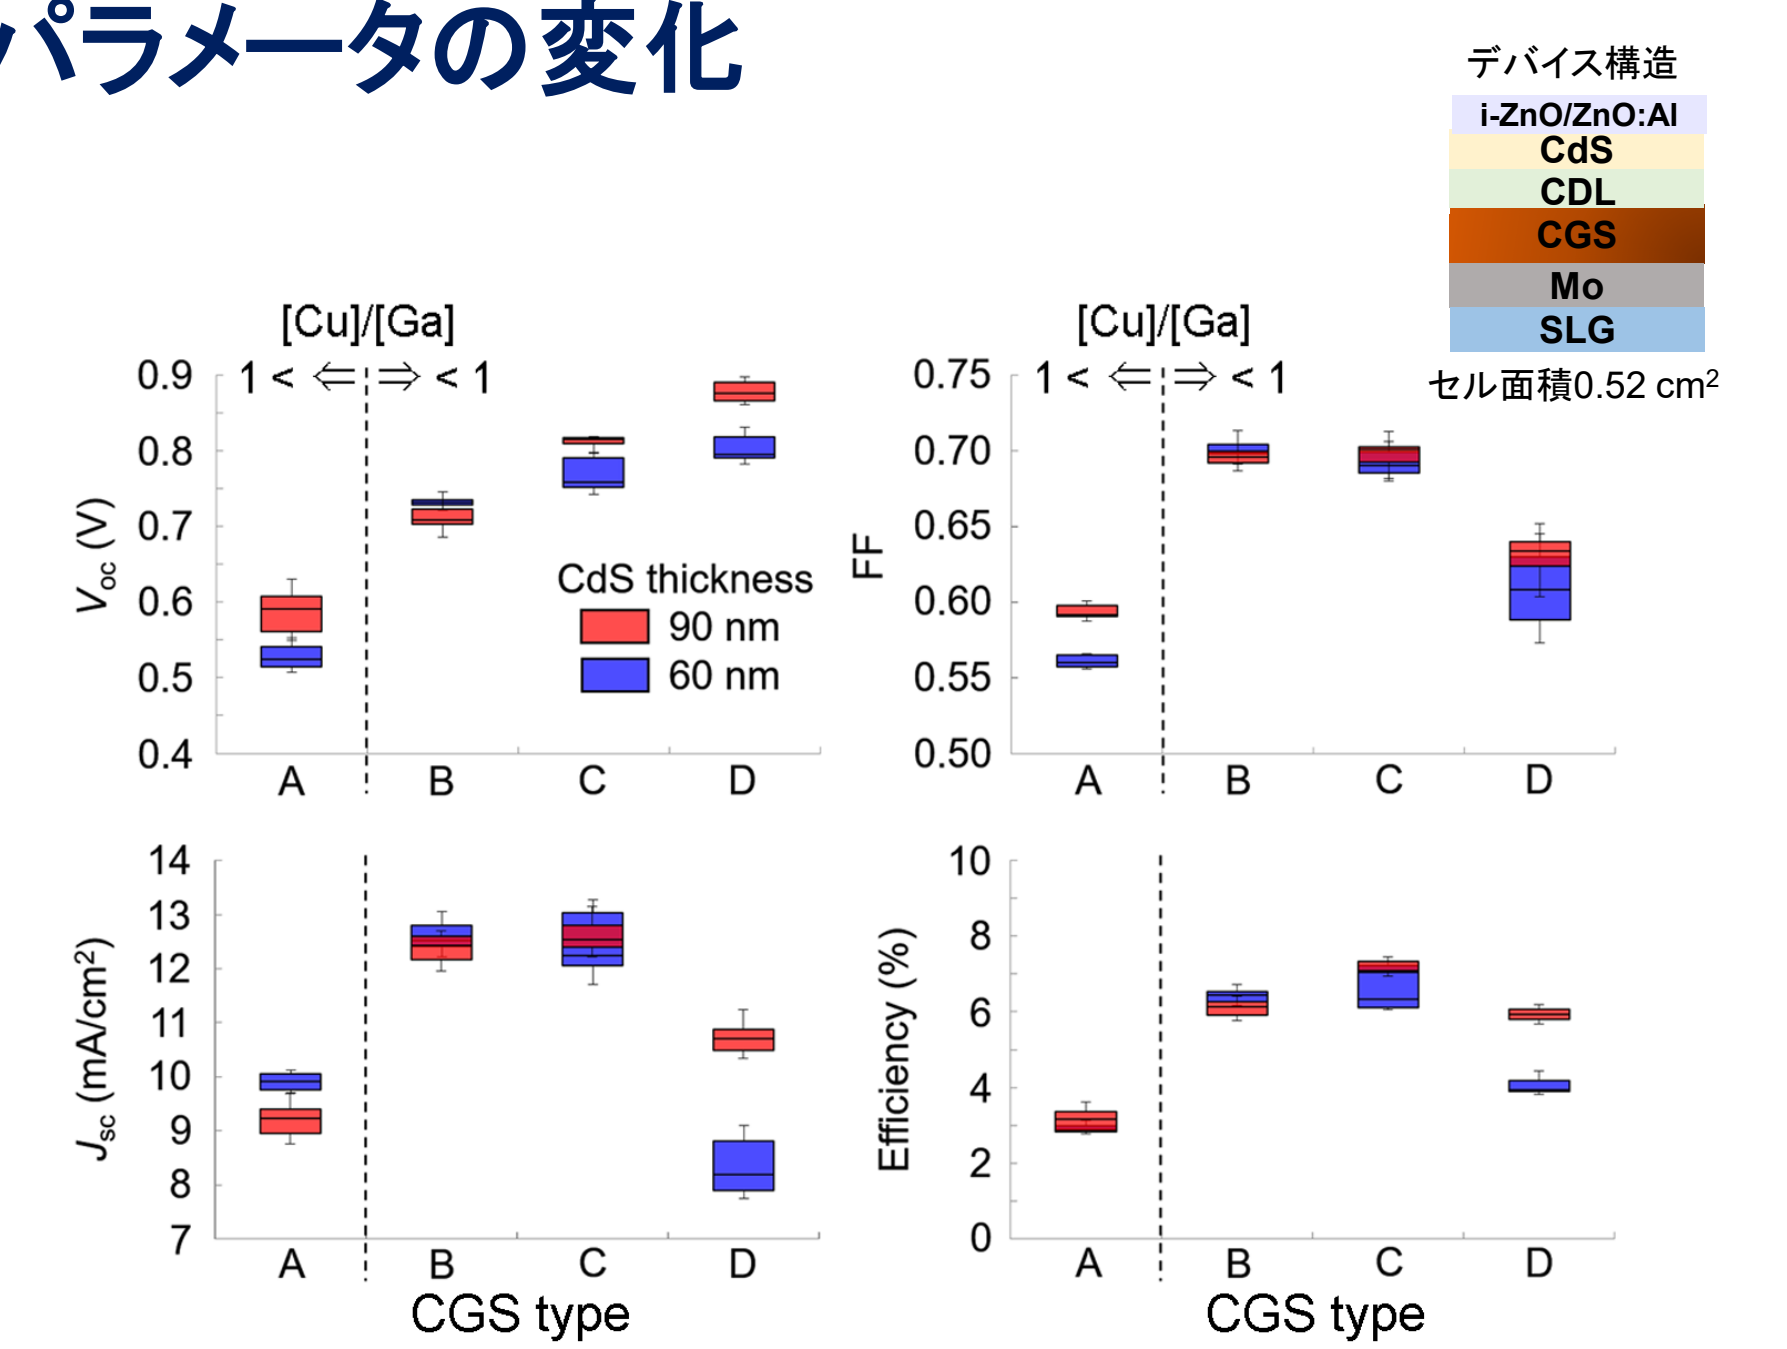 パラメータの変化
デバイス構造
i-ZnO/ZnO:Al
CdS
CDL
CGS
Mo
SLG
セル面積0.52 cm²
[Cu]/[Ga]
1 < ⇐ ⇒ < 1
0.9
0.8
0.7
0.6
0.5
0.4
Voc (V)
CdS thickness
90 nm
60 nm
A B C D
[Cu]/[Ga]
1 < ⇐ ⇒ < 1
0.75
0.70
0.65
0.60
0.55
0.50
FF
A B C D
14
13
12
11
10
9
8
7
Jsc (mA/cm²)
A B C D
CGS type
10
8
6
4
2
0
Efficiency (%)
A B C D
CGS type